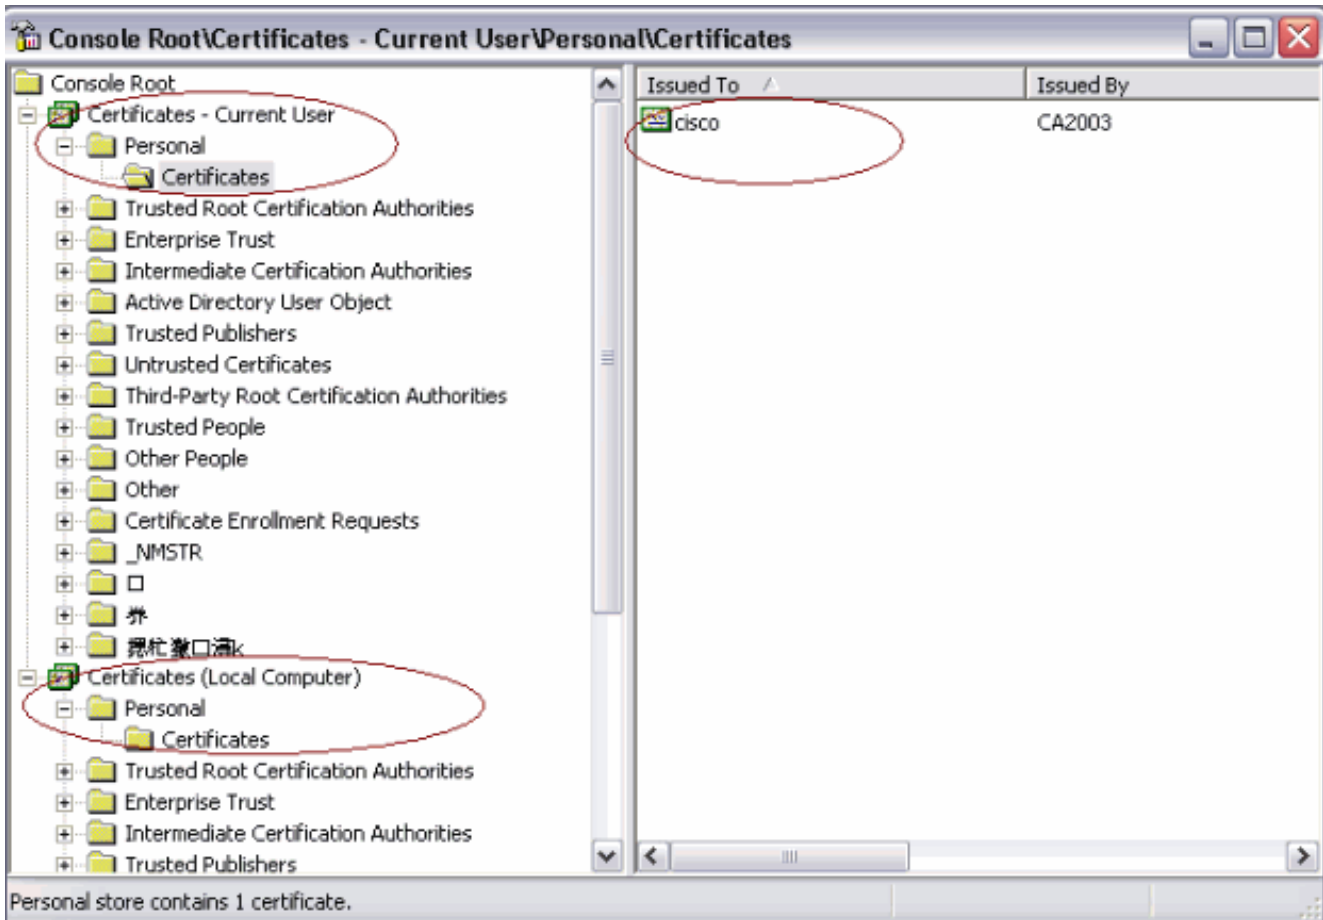 Console Root\Certificates - Current User\Personal\Certificates
Console Root
Certificates - Current User
Personal
Certificates
Trusted Root Certification Authorities
Enterprise Trust
Intermediate Certification Authorities
Active Directory User Object
Trusted Publishers
Untrusted Certificates
Third-Party Root Certification Authorities
Trusted People
Other People
Other
Certificate Enrollment Requests
_NMSTR
Certificates (Local Computer)
Personal
Certificates
Trusted Root Certification Authorities
Enterprise Trust
Intermediate Certification Authorities
Trusted Publishers
Issued To Issued By
cisco CA2003
Personal store contains 1 certificate.